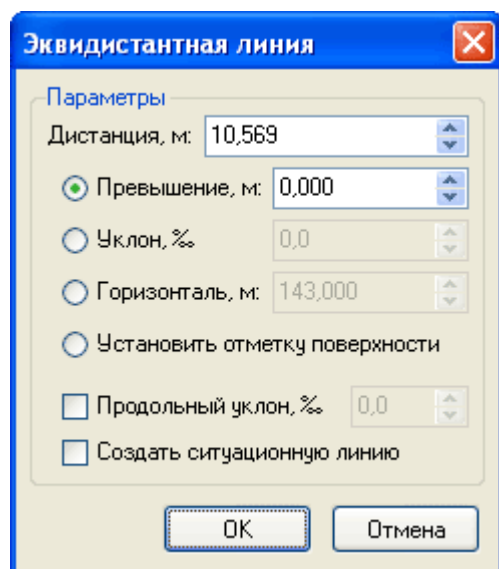 Эквидистантная линия
Параметры
Дистанция, м: 10,569
Превышение, м: 0,000
Уклон, ‰ 0,0
Горизонталь, м: 143,000
Установить отметку поверхности
Продольный уклон, ‰ 0,0
Создать ситуационную линию
OK Отмена